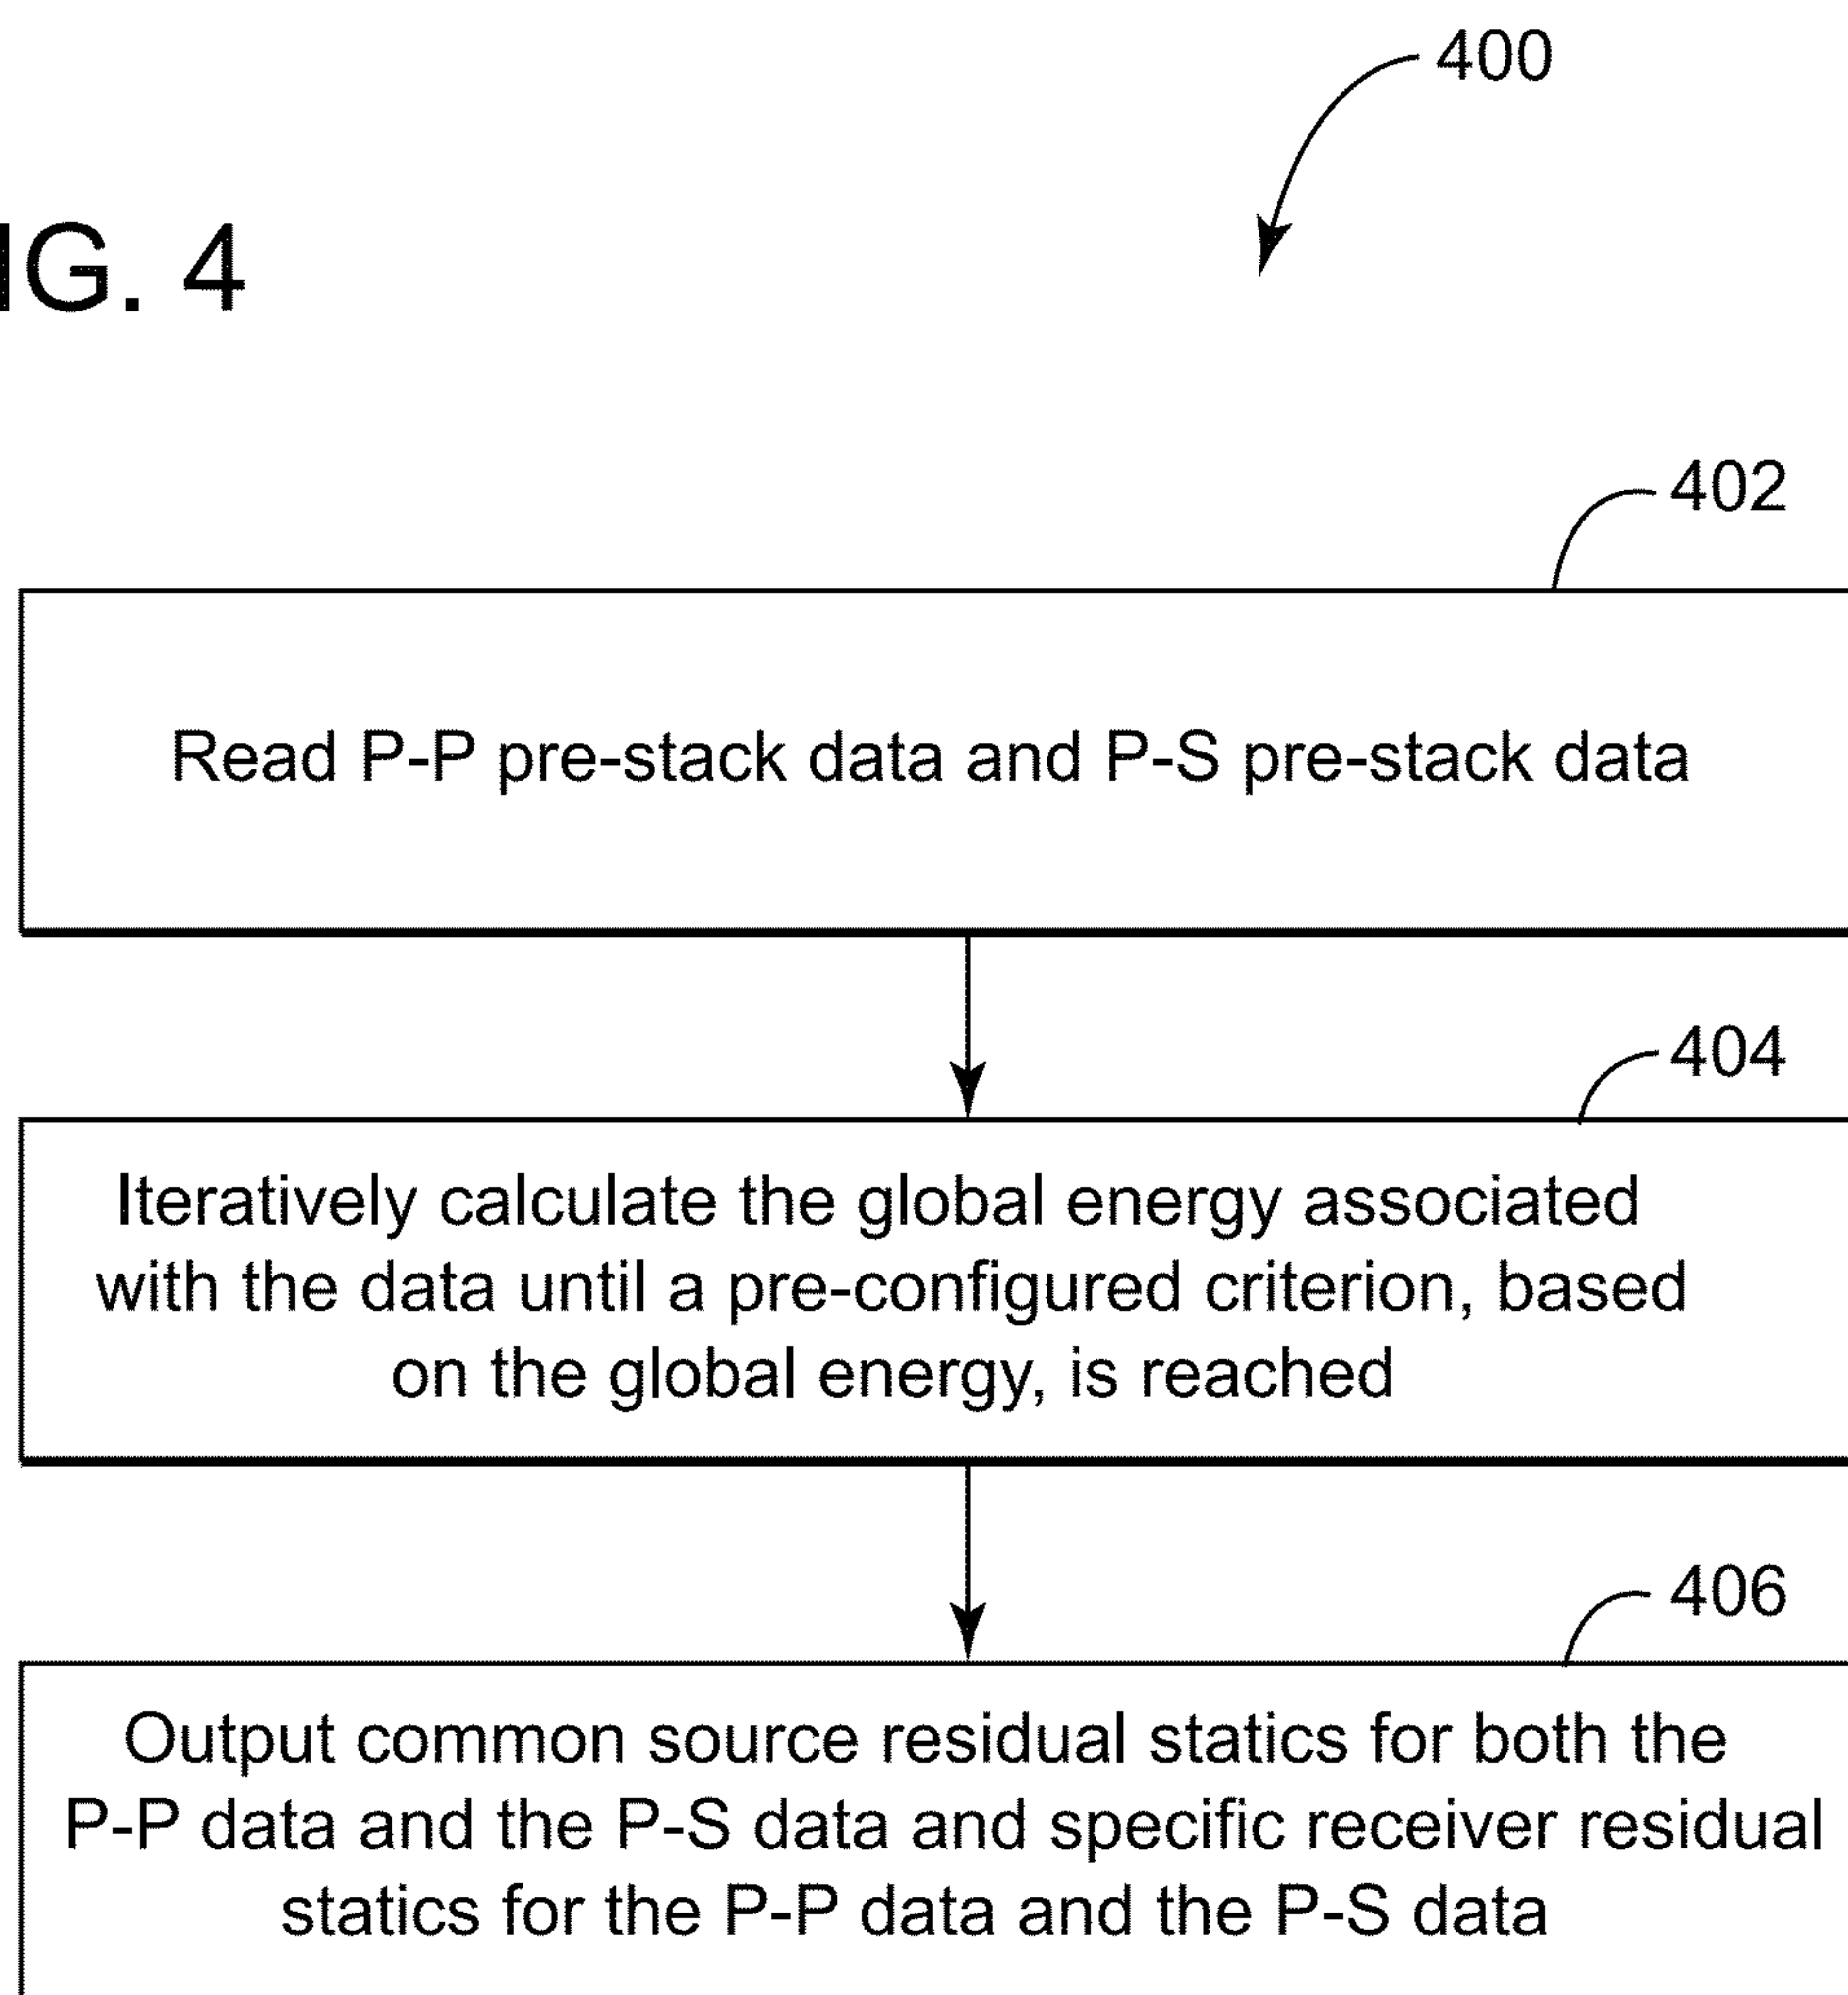 400
IG. 4
402
Read P-P pre-stack data and P-S pre-stack data
404
Iteratively calculate the global energy associated
with the data until a pre-configured criterion, based
on the global energy, is reached
406
Output common source residual statics for both the
P-P data and the P-S data and specific receiver residual
statics for the P-P data and the P-S data